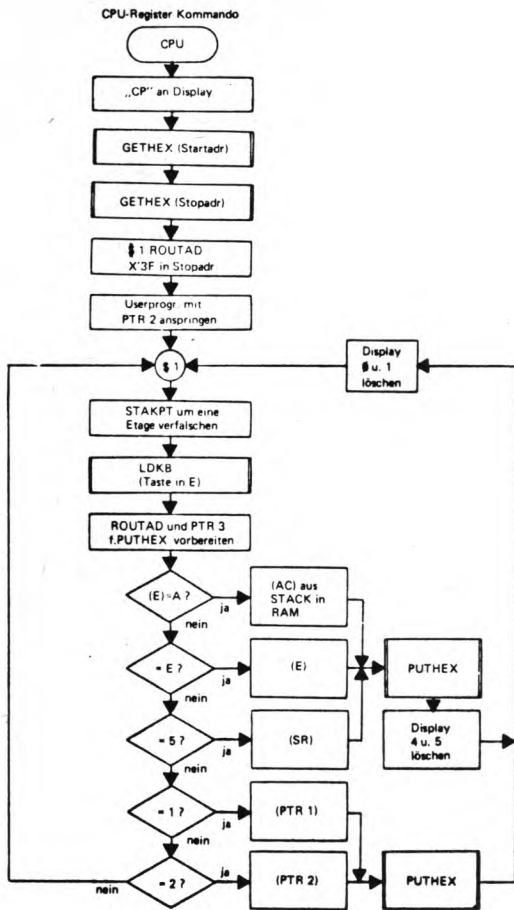 CPU-Register Kommando
CPU
„CP" an Display
GETHEX (Startadr)
GETHEX (Stopadr)
$1 ROUTAD
X'3F in Stopadr
Userprogr. mit
PTR 2 anspringen
$ 1
Display
Ø u. 1
löschen
STAKPT um eine
Etage verfälschen
LDKB
(Taste in E)
ROUTAD und PTR 3
f.PUTHEX vorbereiten
(E)=A ?
ja
nein
(AC) aus
STACK in
RAM
= E ?
ja
nein
(E)
PUTHEX
= 5 ?
ja
nein
(SR)
Display
4 u. 5
löschen
= 1 ?
ja
nein
(PTR 1)
= 2 ?
ja
nein
(PTR 2)
PUTHEX